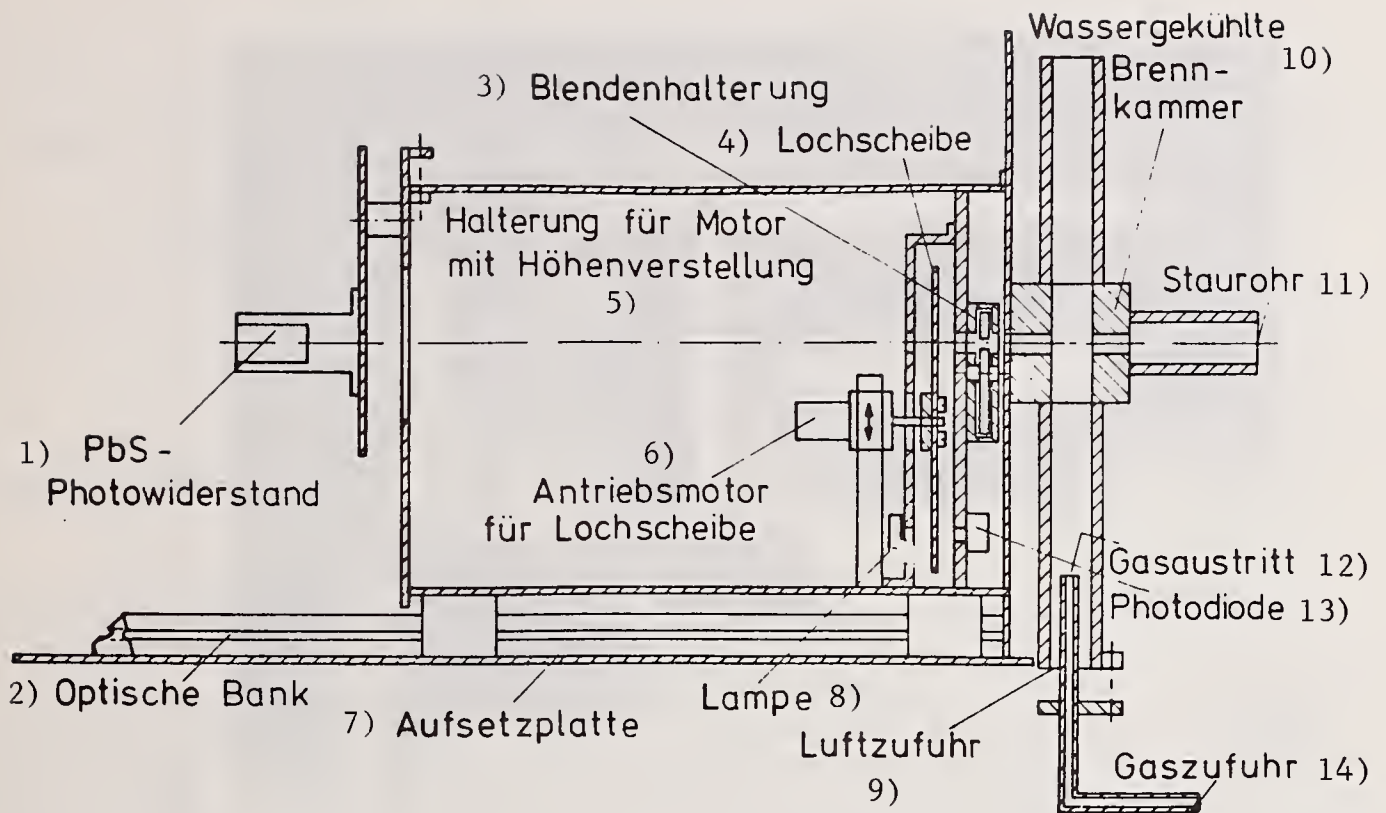 Wassergekühlte
10)
Brenn-
kammer
3) Blendenhalterung
4) Lochscheibe
Halterung für Motor
mit Höhenverstellung
5)
Staurohr 11)
1) PbS-
Photowiderstand
6)
Antriebsmotor
für Lochscheibe
Gasaustritt 12)
Photodiode 13)
2) Optische Bank
7) Aufsetzplatte
Lampe 8)
Luftzufuhr
9)
Gaszufuhr 14)